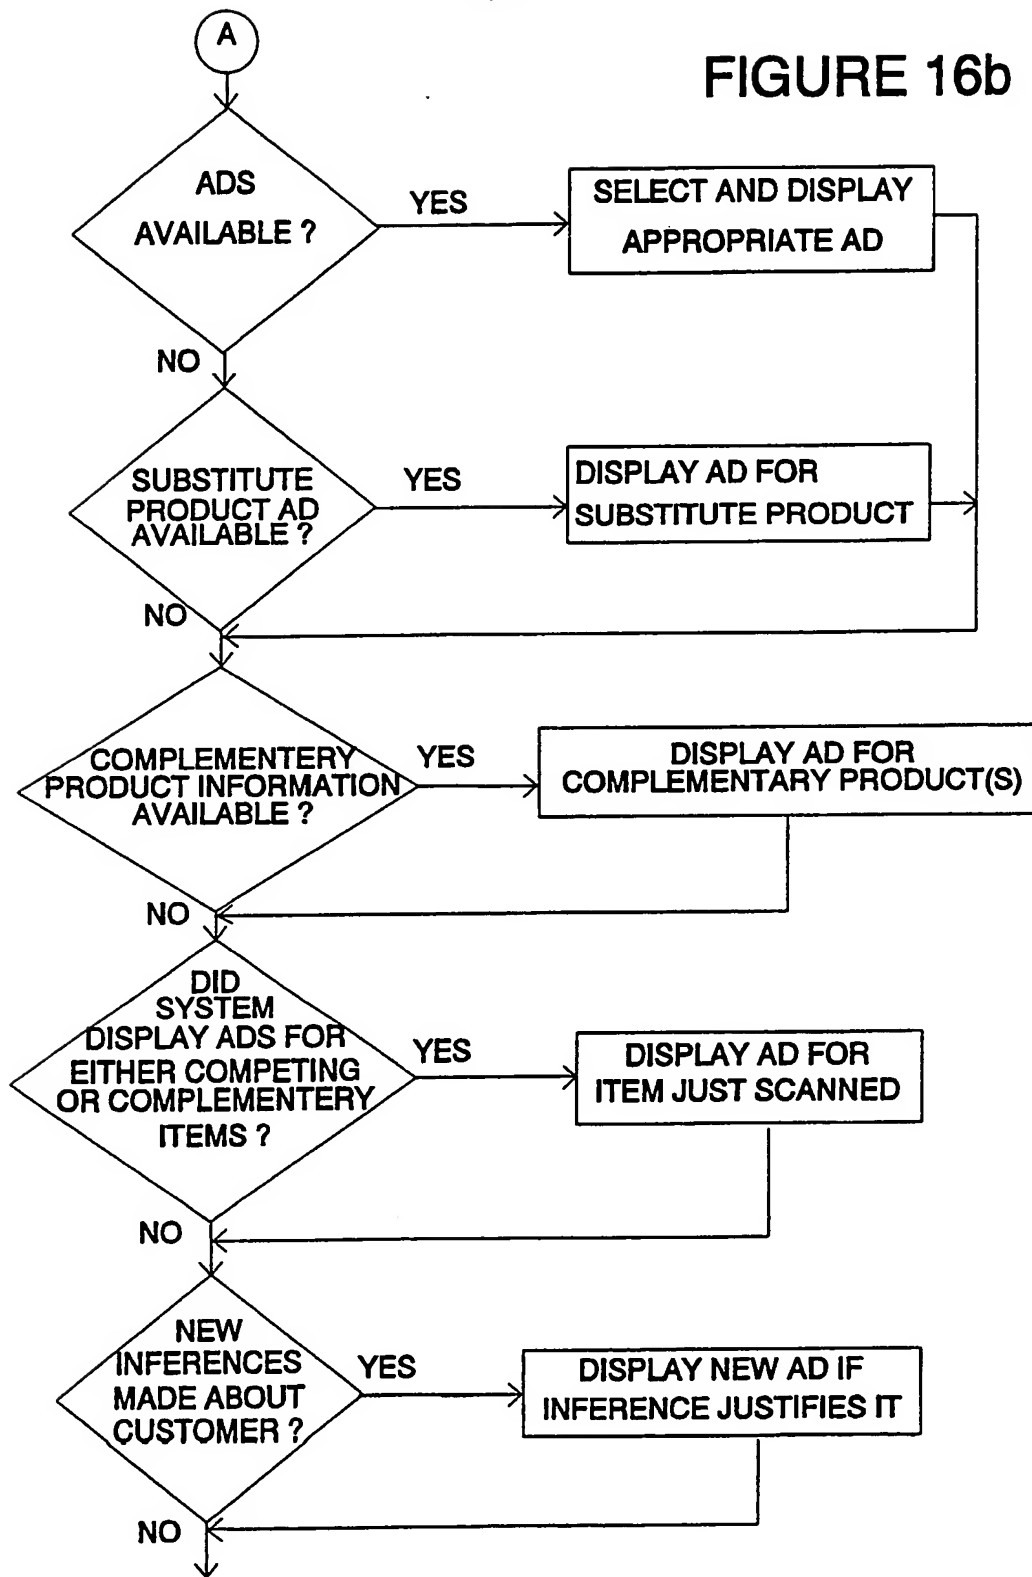 A
FIGURE 16b
ADS
AVAILABLE ?
YES
SELECT AND DISPLAY
APPROPRIATE AD
NO
SUBSTITUTE
PRODUCT AD
AVAILABLE ?
YES
DISPLAY AD FOR
SUBSTITUTE PRODUCT
NO
COMPLEMENTERY
PRODUCT INFORMATION
AVAILABLE ?
YES
DISPLAY AD FOR
COMPLEMENTARY PRODUCT(S)
NO
DID
SYSTEM
DISPLAY ADS FOR
EITHER COMPETING
OR COMPLEMENTERY
ITEMS ?
YES
DISPLAY AD FOR
ITEM JUST SCANNED
NO
NEW
INFERENCES
MADE ABOUT
CUSTOMER ?
YES
DISPLAY NEW AD IF
INFERENCE JUSTIFIES IT
NO